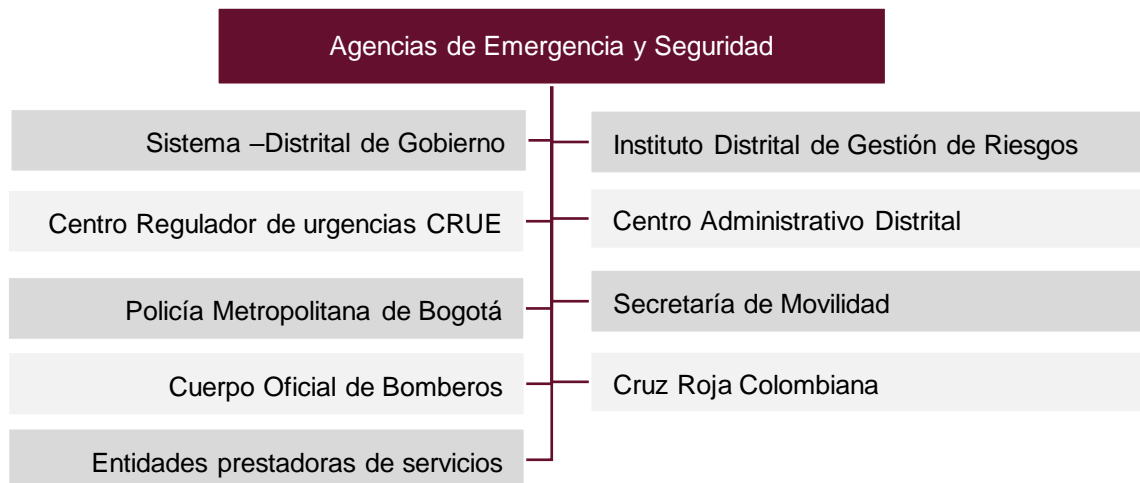 Agencias de Emergencia y Seguridad
Sistema –Distrital de Gobierno
Instituto Distrital de Gestión de Riesgos
Centro Regulador de urgencias CRUE
Centro Administrativo Distrital
Policía Metropolitana de Bogotá
Secretaría de Movilidad
Cuerpo Oficial de Bomberos
Cruz Roja Colombiana
Entidades prestadoras de servicios